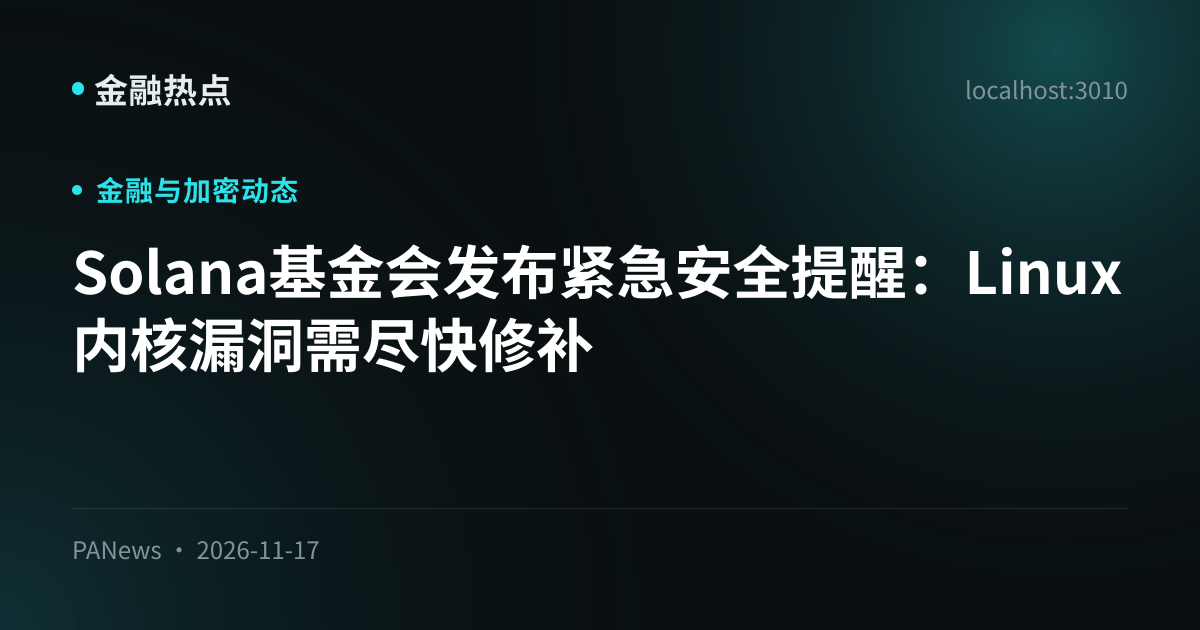 金融热点
localhost:3010
金融与加密动态
Solana基金会发布紧急安全提醒：Linux
内核漏洞需尽快修补
PANews • 2026-11-17